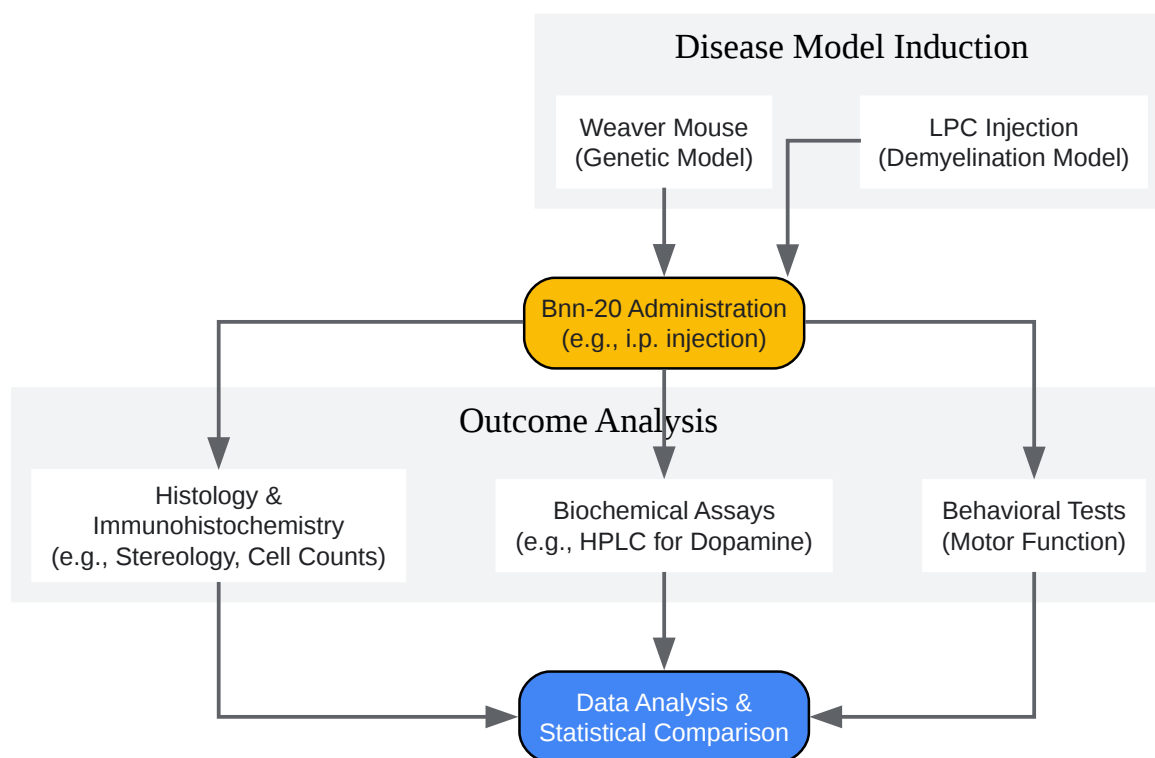 Disease Model Induction
Weaver Mouse
(Genetic Model)
LPC Injection
(Demyelination Model)
Bnn-20 Administration
(e.g., i.p. injection)
Outcome Analysis
Histology &
Immunohistochemistry
(e.g., Stereology, Cell Counts)
Biochemical Assays
(e.g., HPLC for Dopamine)
Behavioral Tests
(Motor Function)
Data Analysis &
Statistical Comparison